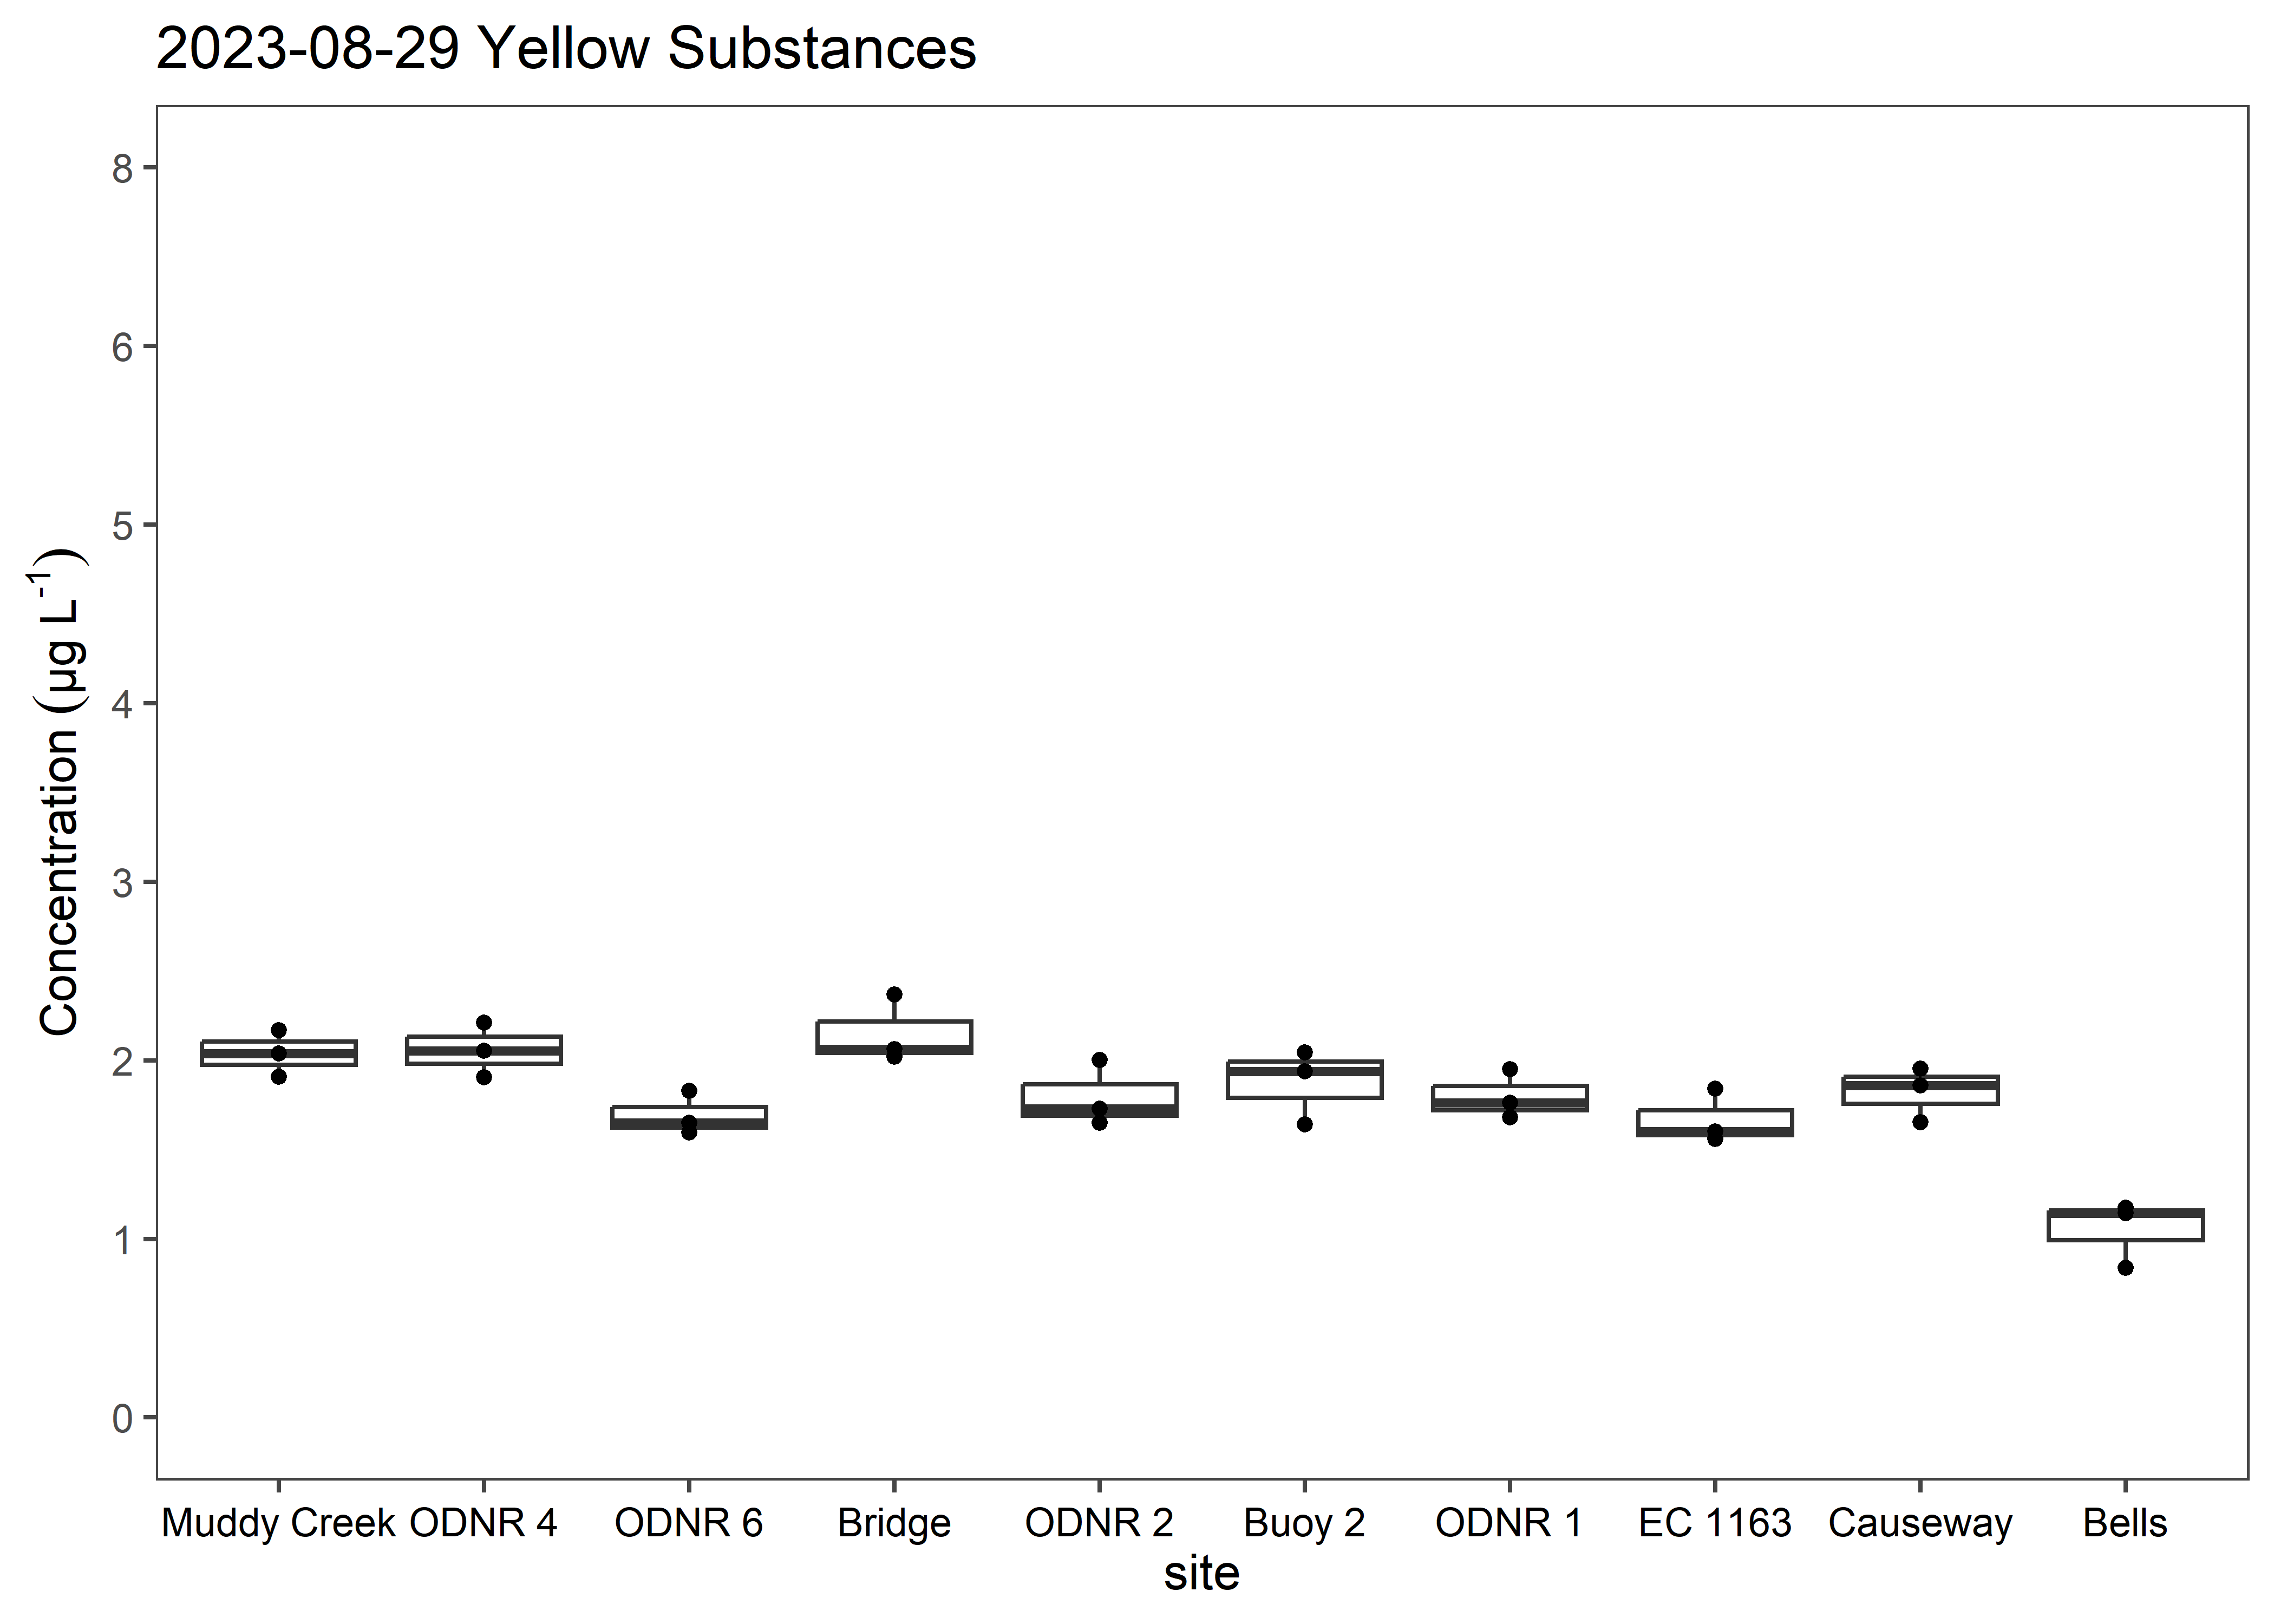 2023-08-29 Yellow Substances
Concentration (µg L⁻¹)
8
6
5
4
3
2
1
0
Muddy Creek ODNR 4 ODNR 6 Bridge ODNR 2 Buoy 2 ODNR 1 EC 1163 Causeway Bells
site